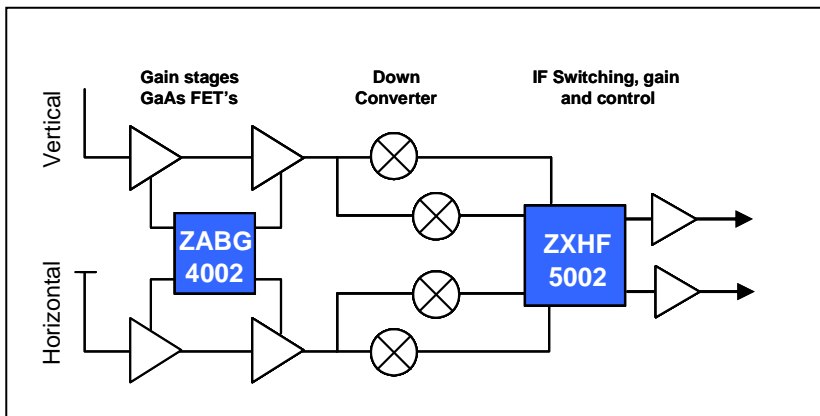 Gain stages
GaAs FET's
Down
Converter
IF Switching, gain
and control
Vertical
ZABG
4002
ZXHF
5002
Horizontal